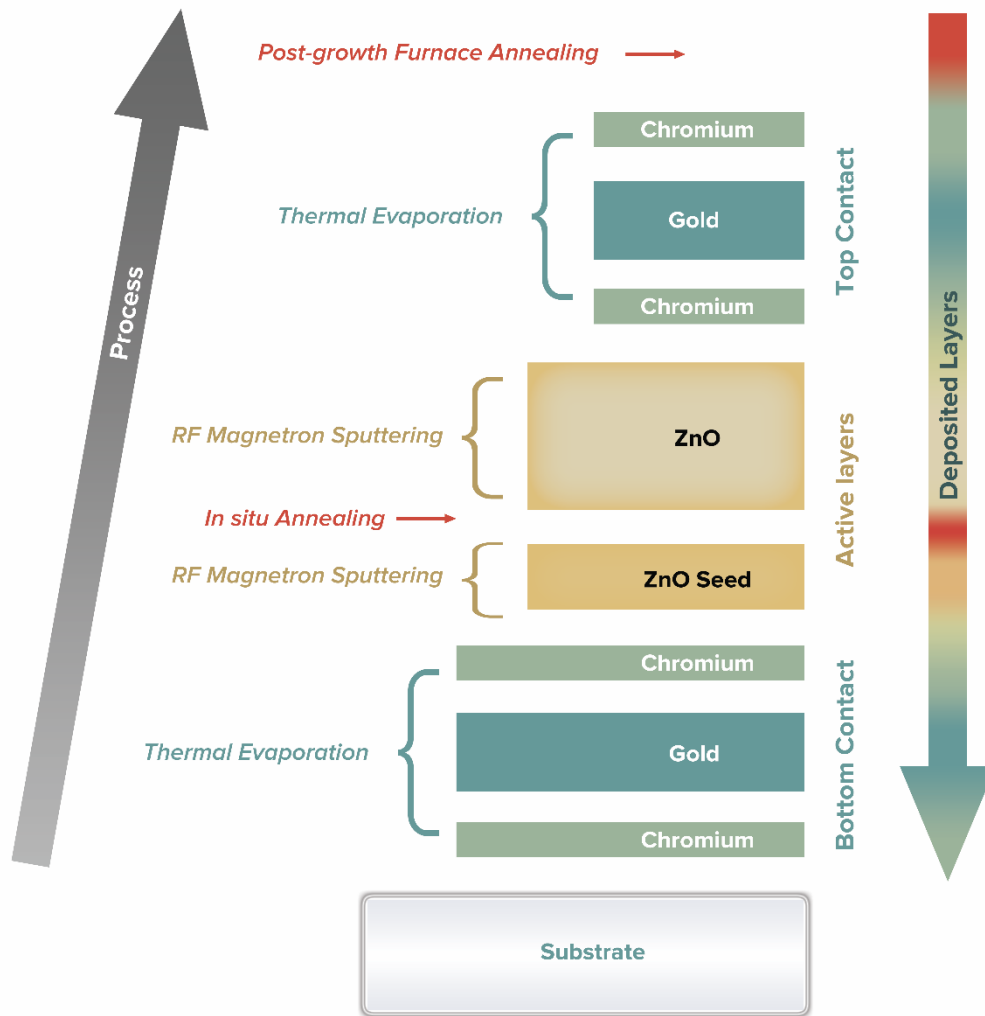 Post-growth Furnace Annealing
Chromium
Thermal Evaporation
Gold
Top Contact
Chromium
Process
Deposited Layers
RF Magnetron Sputtering
ZnO
Active layers
In situ Annealing
RF Magnetron Sputtering
ZnO Seed
Chromium
Thermal Evaporation
Gold
Bottom Contact
Chromium
Substrate